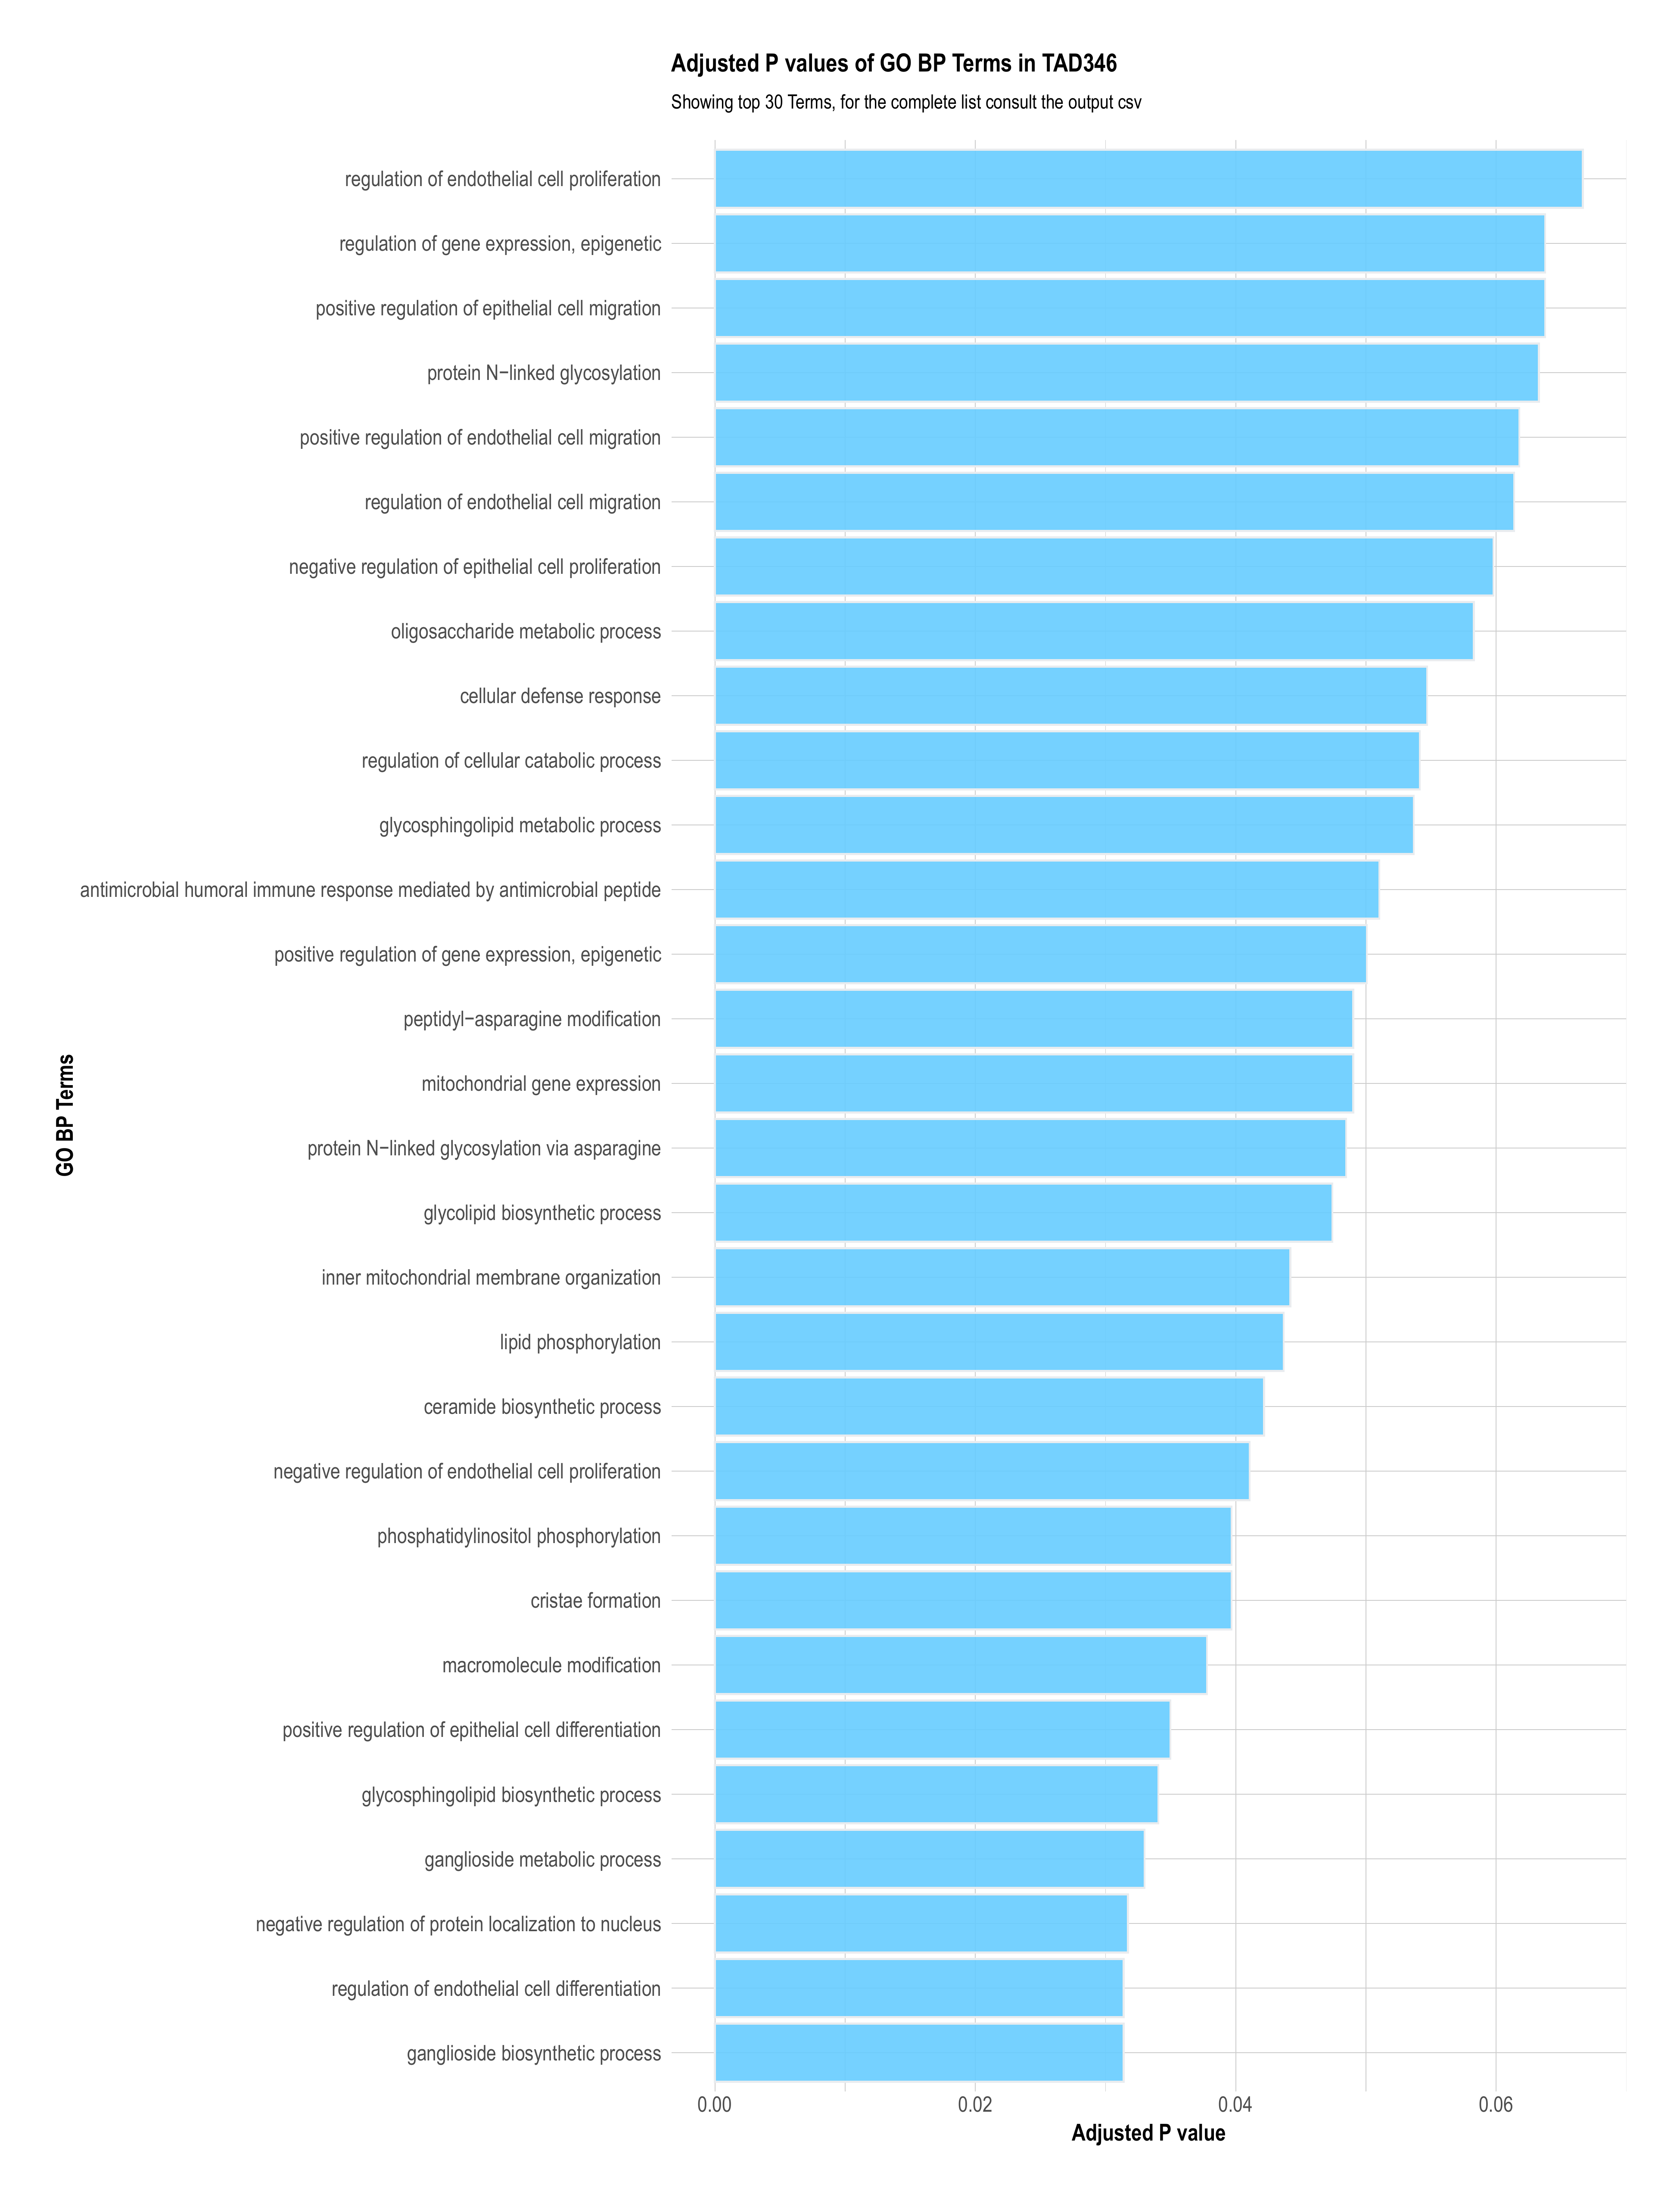 Adjusted P values of GO BP Terms in TAD346
Showing top 30 Terms, for the complete list consult the output csv
regulation of endothelial cell proliferation
regulation of gene expression, epigenetic
positive regulation of epithelial cell migration
protein N−linked glycosylation
positive regulation of endothelial cell migration
regulation of endothelial cell migration
negative regulation of epithelial cell proliferation
oligosaccharide metabolic process
cellular defense response
regulation of cellular catabolic process
glycosphingolipid metabolic process
antimicrobial humoral immune response mediated by antimicrobial peptide
positive regulation of gene expression, epigenetic
peptidyl−asparagine modification
mitochondrial gene expression
protein N−linked glycosylation via asparagine
glycolipid biosynthetic process
inner mitochondrial membrane organization
lipid phosphorylation
ceramide biosynthetic process
negative regulation of endothelial cell proliferation
phosphatidylinositol phosphorylation
cristae formation
macromolecule modification
positive regulation of epithelial cell differentiation
glycosphingolipid biosynthetic process
ganglioside metabolic process
negative regulation of protein localization to nucleus
regulation of endothelial cell differentiation
ganglioside biosynthetic process
GO BP Terms
0.00 0.02 0.04 0.06
Adjusted P value